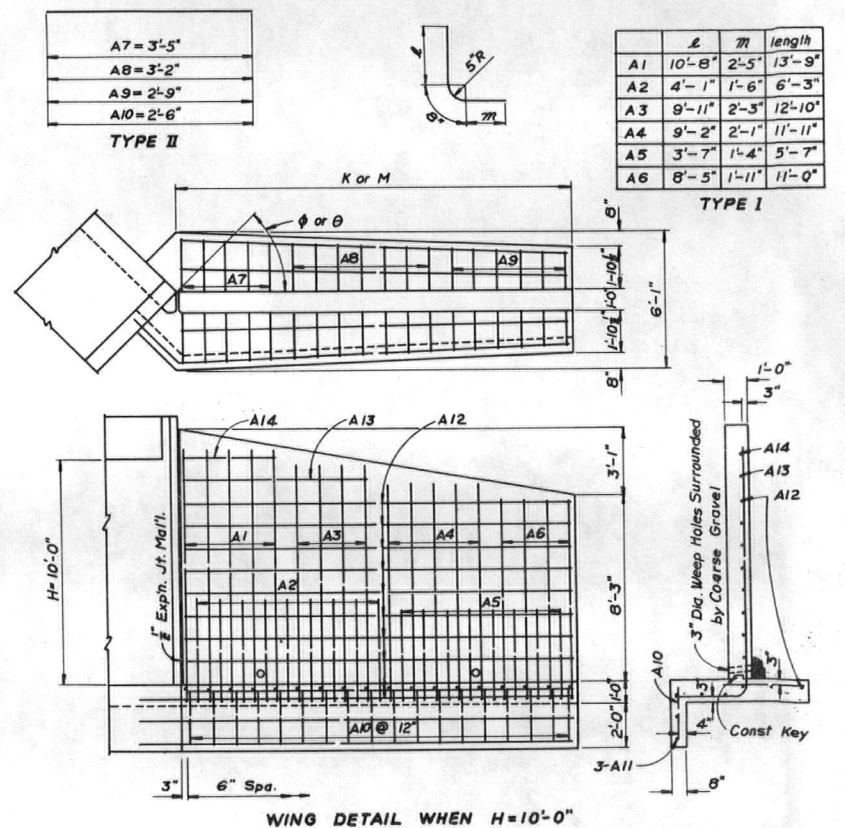 A7 = 3'-5"
A8 = 3'-2"
A9 = 2'-9"
A10 = 2'-6"
TYPE II
l
5"R
8"
m
l m length
A1 10'-8" 2'-5" 13'-9"
A2 4'-1" 1'-6" 6'-3"
A3 9'-11" 2'-3" 12'-10"
A4 9'-2" 2'-1" 11'-11"
A5 3'-7" 1'-4" 5'-7"
A6 8'-5" 1'-11" 11'-0"
TYPE I
K or M
ϕ or θ
A7
A8
A9
8"
1'-10½"
1'-0"
1'-10½"
8"
6'-1"
A14
A13
A12
A1
A3
A4
A6
A2
A5
H=10'-0"
½" Exp'n. Jt. Mat'l.
A10 @ 12"
3"
6" Spa.
3'-1"
8'-3"
1'-0"
2'-0"
1'-0"
3"
A14
A13
A12
3" Dia. Weep Holes Surrounded
by Coarse Gravel
A10
3"
3"
4"
Const Key
3-A11
8"
WING DETAIL WHEN H=10'-0"